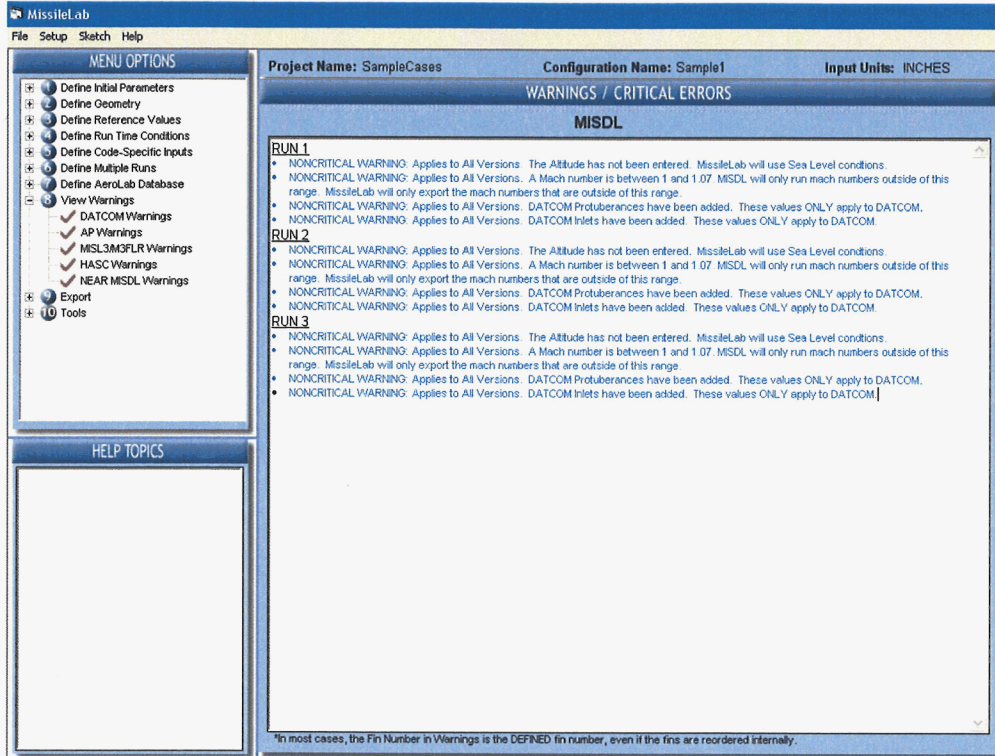 MissileLab
File Setup Sketch Help
MENU OPTIONS
1 Define Initial Parameters
2 Define Geometry
3 Define Reference Values
4 Define Run Time Conditions
5 Define Code-Specific Inputs
6 Define Multiple Runs
7 Define AeroLab Database
8 View Warnings
DATCOM Warnings
AP Warnings
MISL3/M3FLR Warnings
HASC Warnings
NEAR MISDL Warnings
9 Export
10 Tools
HELP TOPICS
Project Name: SampleCases Configuration Name: Sample1 Input Units: INCHES
WARNINGS / CRITICAL ERRORS
MISDL
RUN 1
• NONCRITICAL WARNING: Applies to All Versions. The Altitude has not been entered. MissileLab will use Sea Level condtions.
• NONCRITICAL WARNING: Applies to All Versions. A Mach number is between 1 and 1.07. MISDL will only run mach numbers outside of this
range. MissileLab will only export the mach numbers that are outside of this range.
• NONCRITICAL WARNING: Applies to All Versions. DATCOM Protuberances have been added. These values ONLY apply to DATCOM.
• NONCRITICAL WARNING: Applies to All Versions. DATCOM Inlets have been added. These values ONLY apply to DATCOM.
RUN 2
• NONCRITICAL WARNING: Applies to All Versions. The Altitude has not been entered. MissileLab will use Sea Level condtions.
• NONCRITICAL WARNING: Applies to All Versions. A Mach number is between 1 and 1.07. MISDL will only run mach numbers outside of this
range. MissileLab will only export the mach numbers that are outside of this range.
• NONCRITICAL WARNING: Applies to All Versions. DATCOM Protuberances have been added. These values ONLY apply to DATCOM.
• NONCRITICAL WARNING: Applies to All Versions. DATCOM Inlets have been added. These values ONLY apply to DATCOM.
RUN 3
• NONCRITICAL WARNING: Applies to All Versions. The Altitude has not been entered. MissileLab will use Sea Level condtions.
• NONCRITICAL WARNING: Applies to All Versions. A Mach number is between 1 and 1.07. MISDL will only run mach numbers outside of this
range. MissileLab will only export the mach numbers that are outside of this range.
• NONCRITICAL WARNING: Applies to All Versions. DATCOM Protuberances have been added. These values ONLY apply to DATCOM.
• NONCRITICAL WARNING: Applies to All Versions. DATCOM Inlets have been added. These values ONLY apply to DATCOM.
*In most cases, the Fin Number in Warnings is the DEFINED fin number, even if the fins are reordered internally.